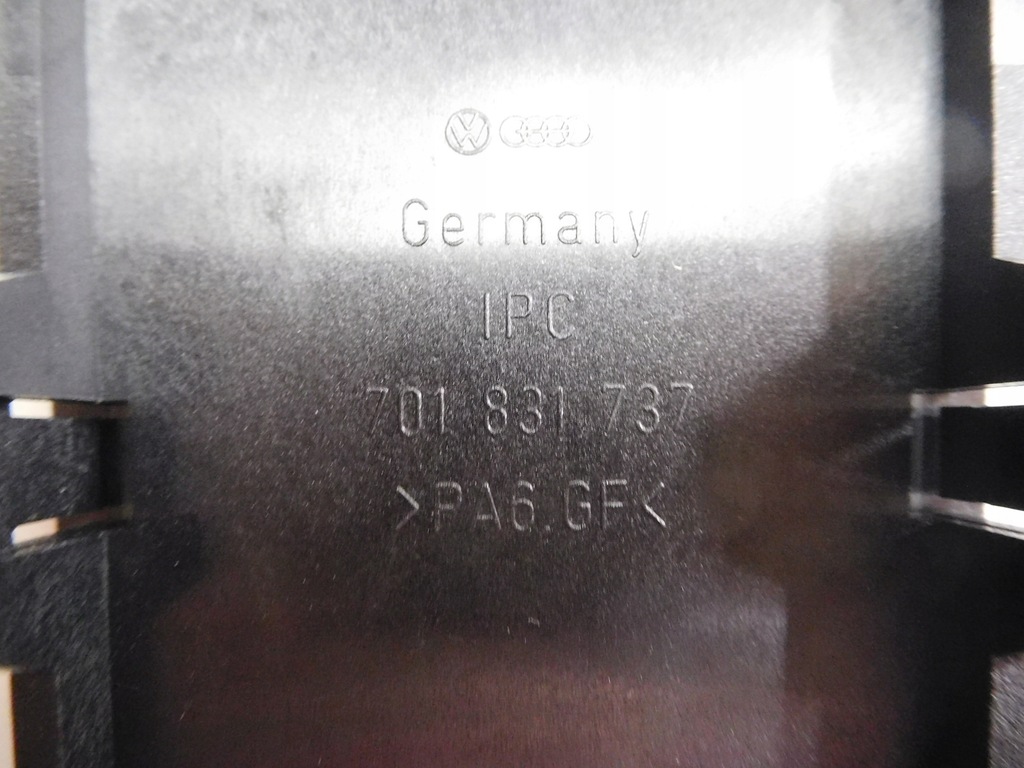 Germany
IPC
701 831 737
>PA6.GF<